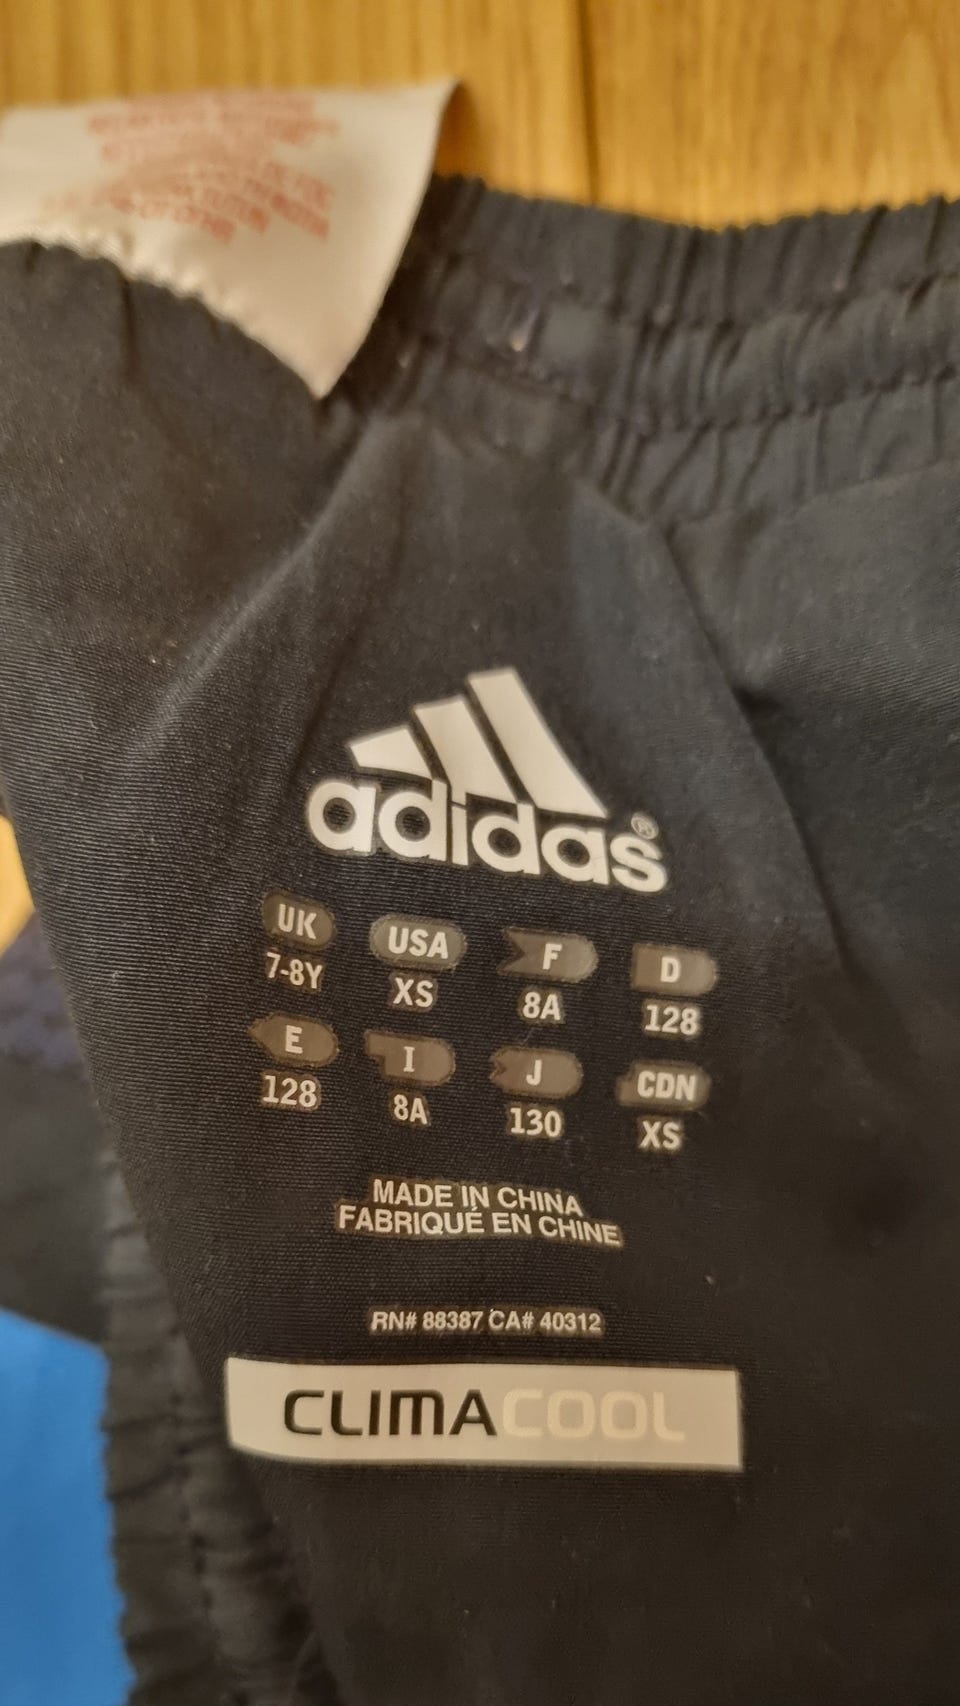 adidas®
UK USA F D
7-8Y XS 8A 128
E I J CDN
128 8A 130 XS
MADE IN CHINA
FABRIQUÉ EN CHINE
RN# 88387 CA# 40312
CLIMACOOL